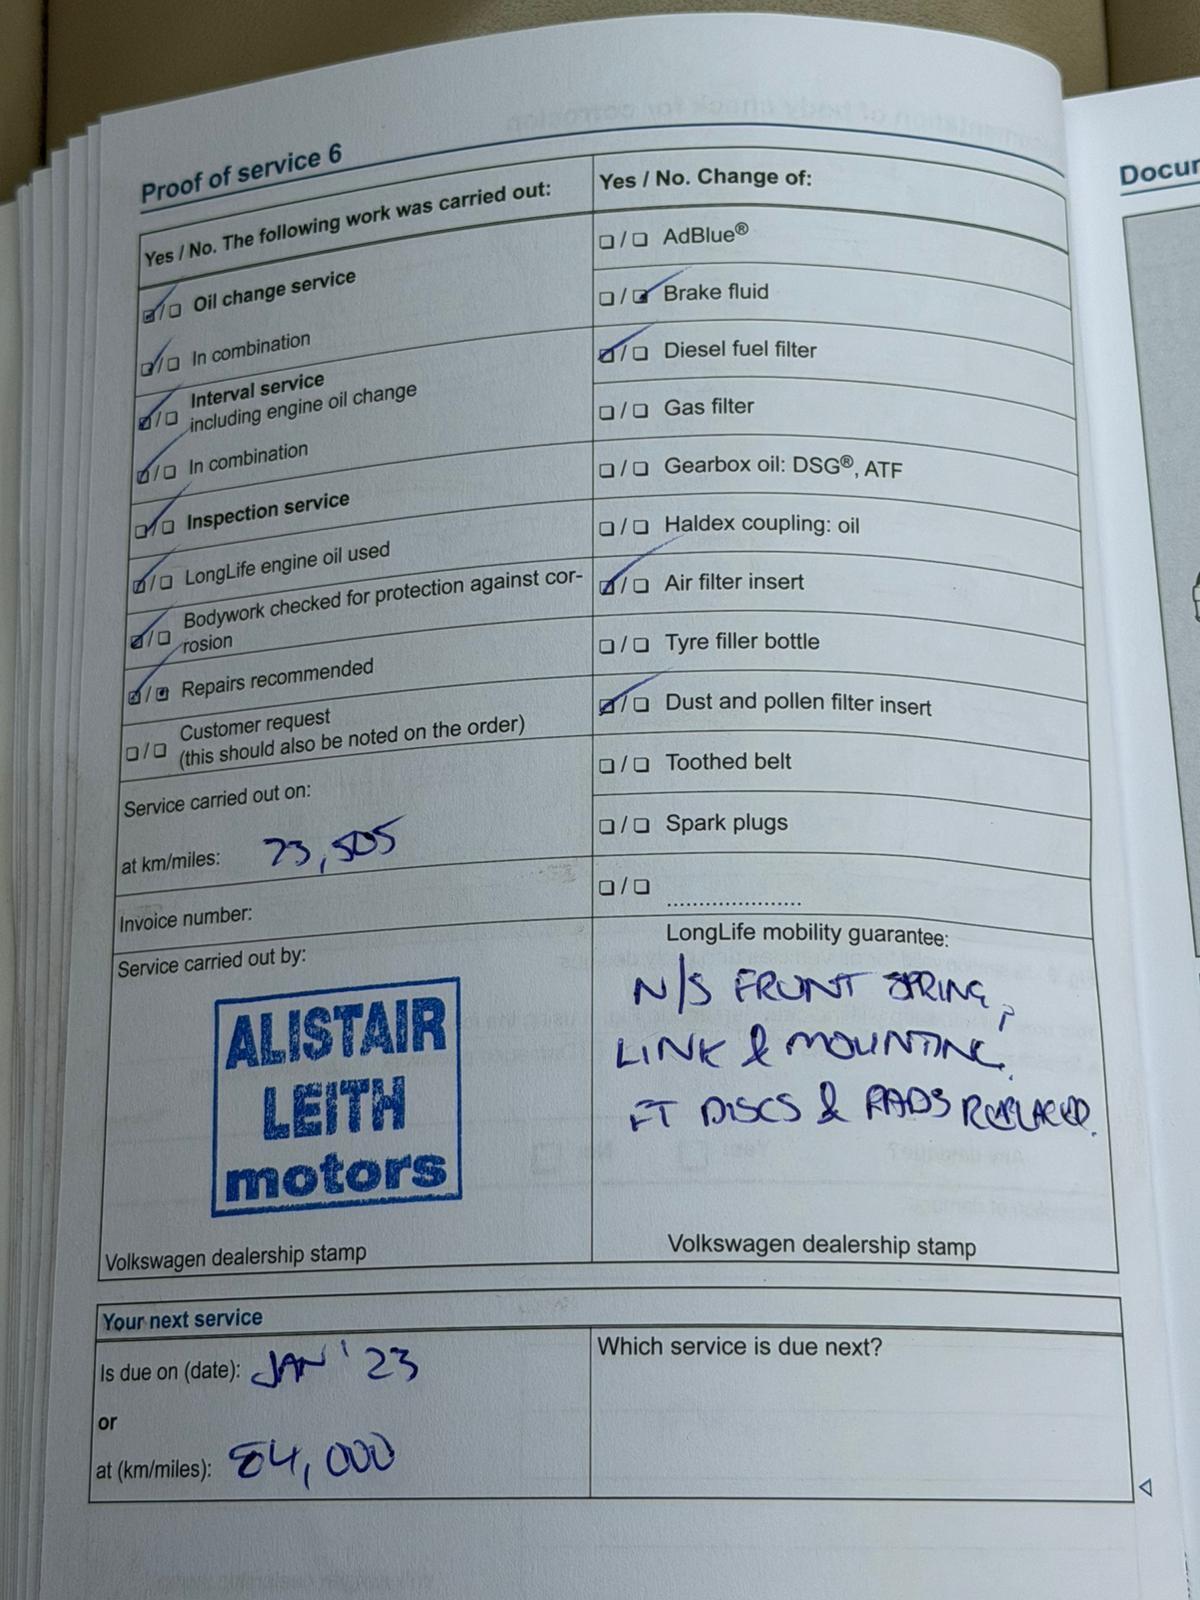 Proof of service 6
Yes / No. The following work was carried out:
Oil change service
In combination
Interval service
including engine oil change
In combination
Inspection service
LongLife engine oil used
Bodywork checked for protection against cor-
rosion
Repairs recommended
Customer request
(this should also be noted on the order)
Service carried out on:
at km/miles: 73,505
Invoice number:
Service carried out by:
ALISTAIR
LEITH
motors
Volkswagen dealership stamp
Yes / No. Change of:
AdBlue®
Brake fluid
Diesel fuel filter
Gas filter
Gearbox oil: DSG®, ATF
Haldex coupling: oil
Air filter insert
Tyre filler bottle
Dust and pollen filter insert
Toothed belt
Spark plugs
LongLife mobility guarantee:
N/S FRONT SPRING,
LINK & MOUNTING.
FT DISCS & PADS REPLACED.
Volkswagen dealership stamp
Your next service
Is due on (date): JAN '23
or
at (km/miles): 84,000
Which service is due next?
Docur